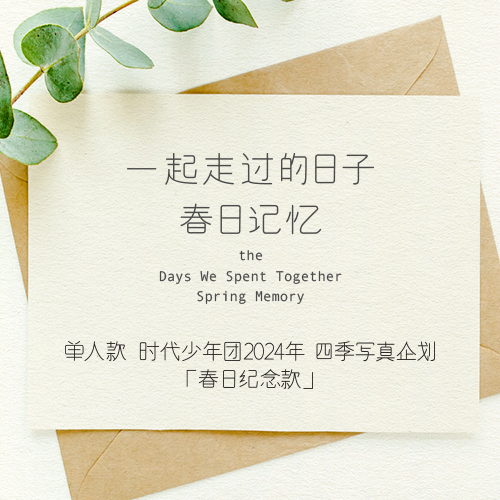 一起走过的日子
春日记忆
the
Days We Spent Together
Spring Memory
单人款 时代少年团2024年 四季写真企划
「春日纪念款」